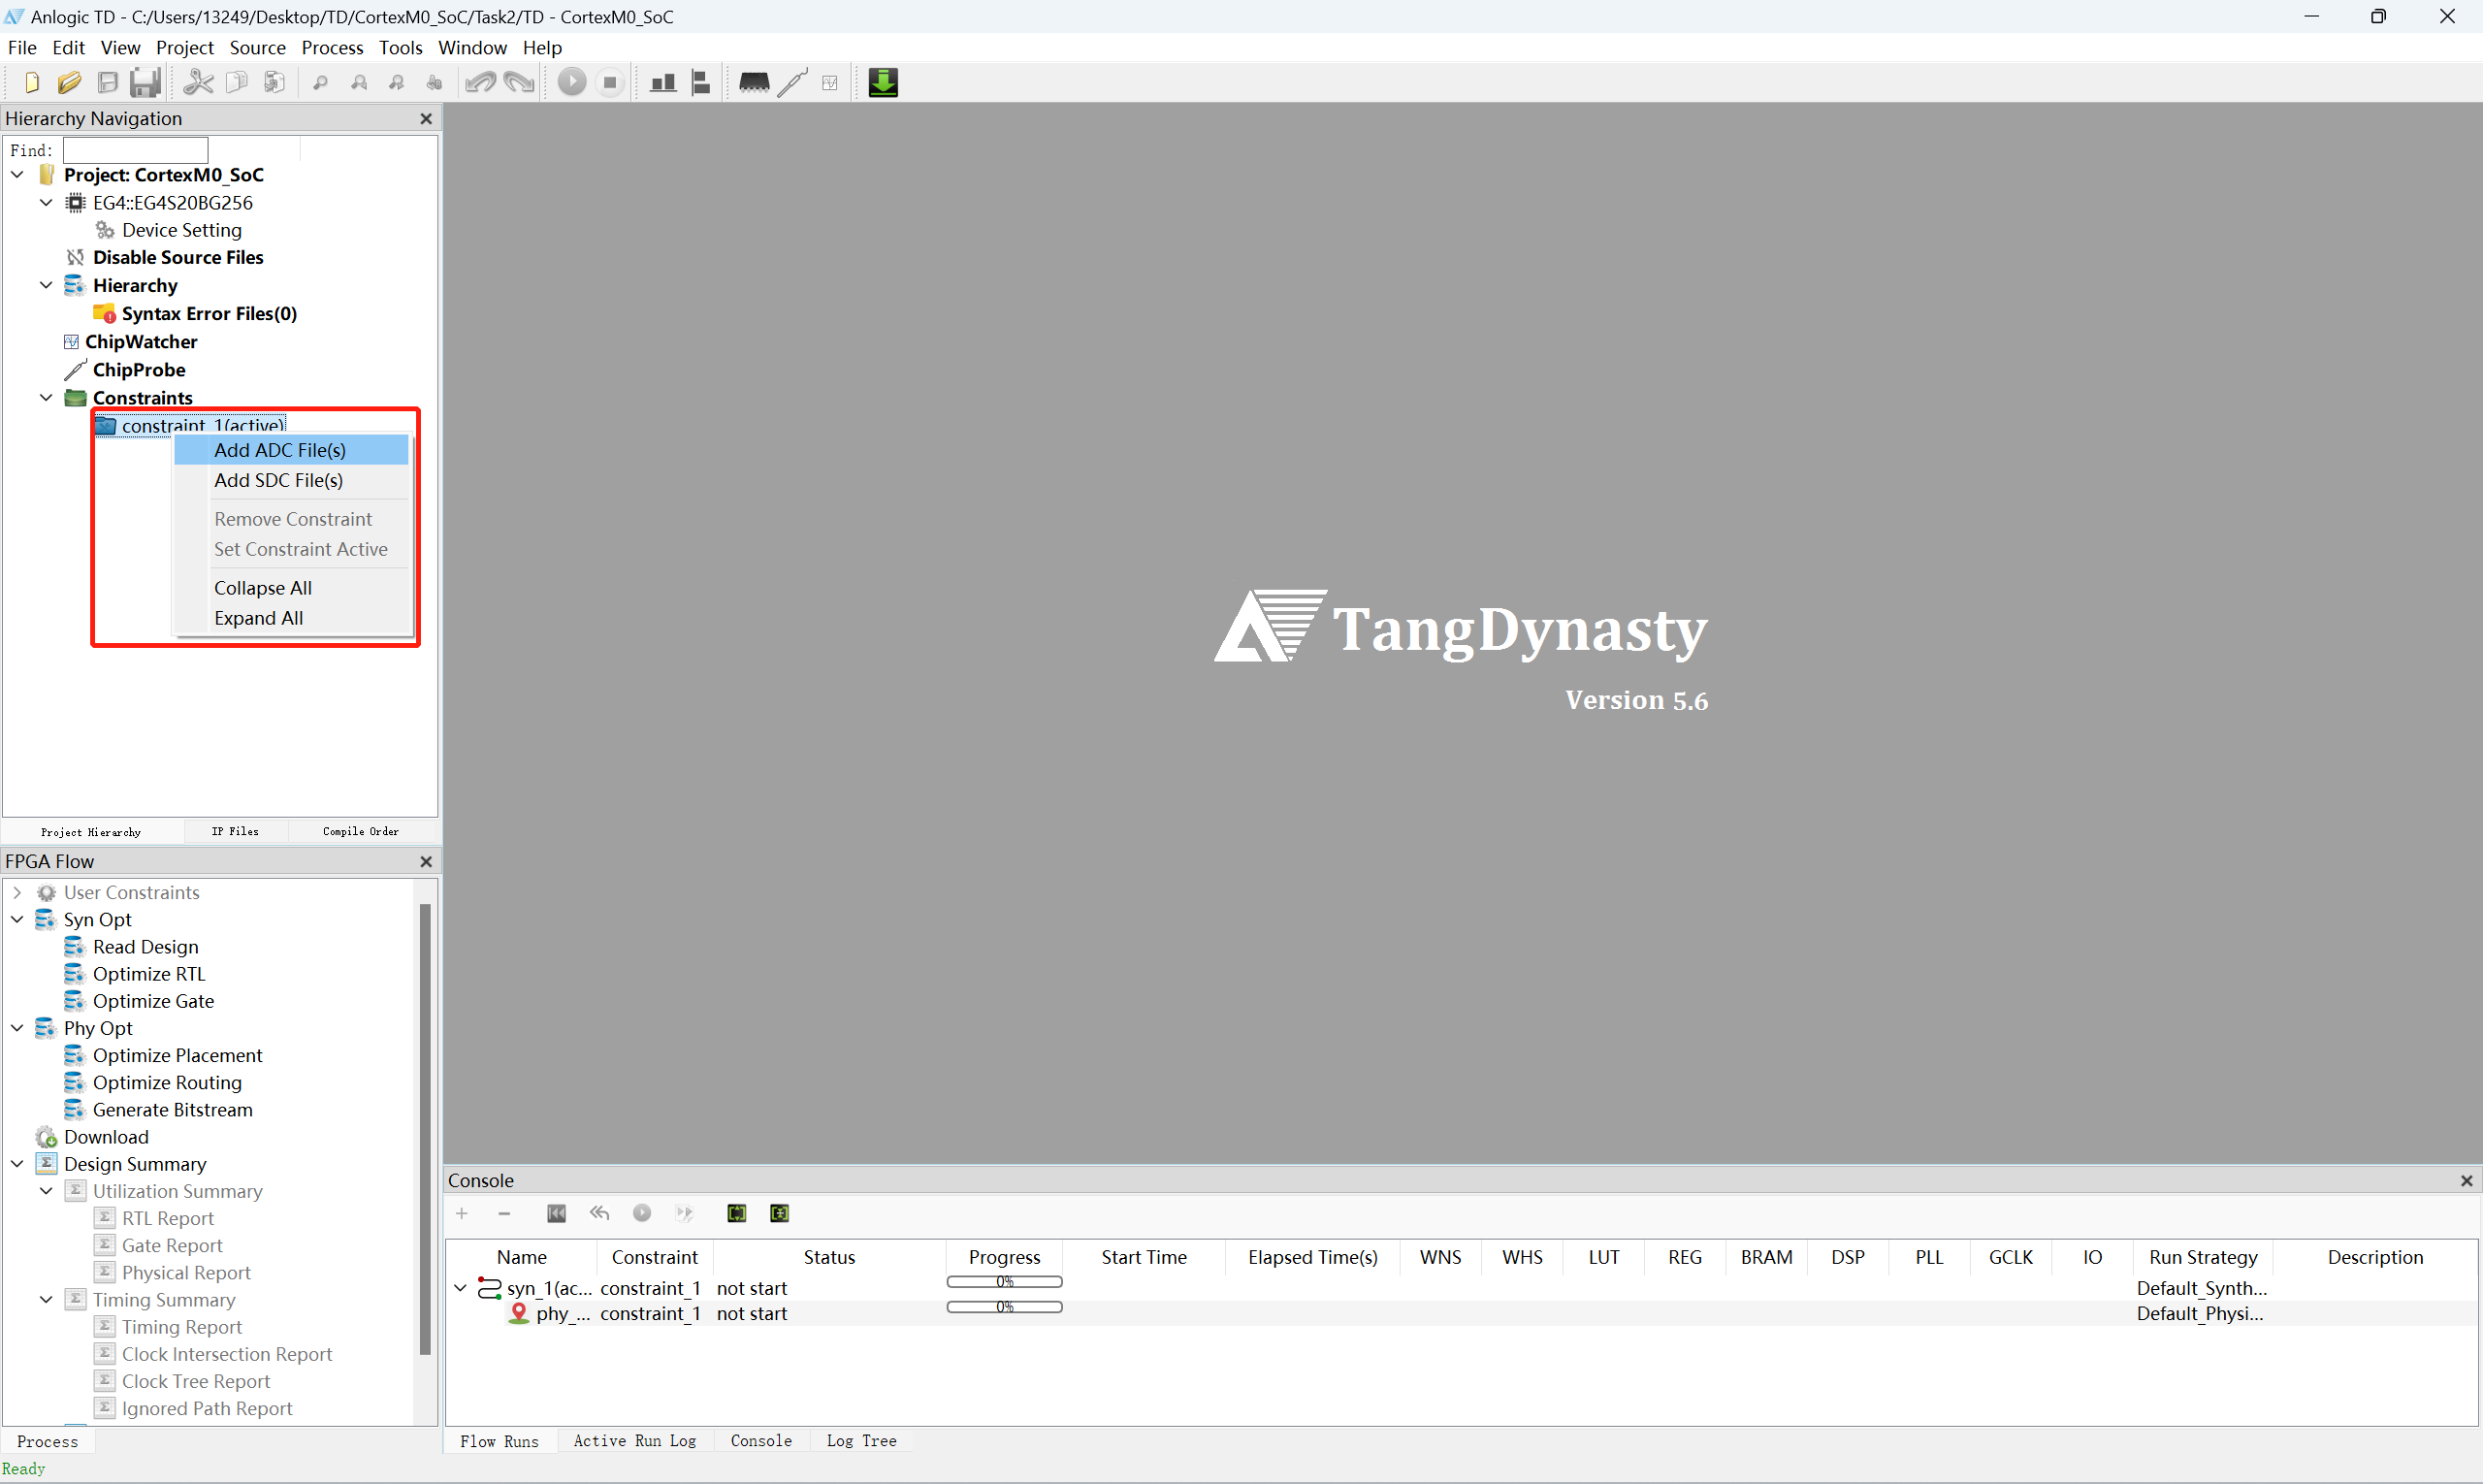 Anlogic TD - C:/Users/13249/Desktop/TD/CortexM0_SoC/Task2/TD - CortexM0_SoC
File Edit View Project Source Process Tools Window Help
Hierarchy Navigation
Find:
Project: CortexM0_SoC
EG4::EG4S20BG256
Device Setting
Disable Source Files
Hierarchy
Syntax Error Files(0)
ChipWatcher
ChipProbe
Constraints
constraint_1(active)
Add ADC File(s)
Add SDC File(s)
Remove Constraint
Set Constraint Active
Collapse All
Expand All
Project Hierarchy IP Files Compile Order
TangDynasty
Version 5.6
FPGA Flow
User Constraints
Syn Opt
Read Design
Optimize RTL
Optimize Gate
Phy Opt
Optimize Placement
Optimize Routing
Generate Bitstream
Download
Design Summary
Utilization Summary
RTL Report
Gate Report
Physical Report
Timing Summary
Timing Report
Clock Intersection Report
Clock Tree Report
Ignored Path Report
Process
Console
Name Constraint Status Progress Start Time Elapsed Time(s) WNS WHS LUT REG BRAM DSP PLL GCLK IO Run Strategy Description
syn_1(ac... constraint_1 not start 0% Default_Synth...
phy_... constraint_1 not start 0% Default_Physi...
Flow Runs Active Run Log Console Log Tree
Ready